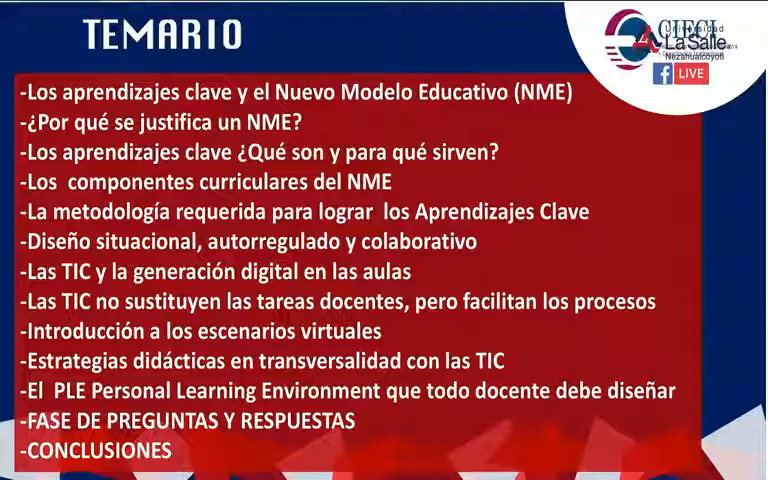 TEMARIO
CIECI
Universidad
La Salle
Nezahualcóyotl
f LIVE
-Los aprendizajes clave y el Nuevo Modelo Educativo (NME)
-¿Por qué se justifica un NME?
-Los aprendizajes clave ¿Qué son y para qué sirven?
-Los componentes curriculares del NME
-La metodología requerida para lograr los Aprendizajes Clave
-Diseño situacional, autorregulado y colaborativo
-Las TIC y la generación digital en las aulas
-Las TIC no sustituyen las tareas docentes, pero facilitan los procesos
-Introducción a los escenarios virtuales
-Estrategias didácticas en transversalidad con las TIC
-El PLE Personal Learning Environment que todo docente debe diseñar
-FASE DE PREGUNTAS Y RESPUESTAS
-CONCLUSIONES